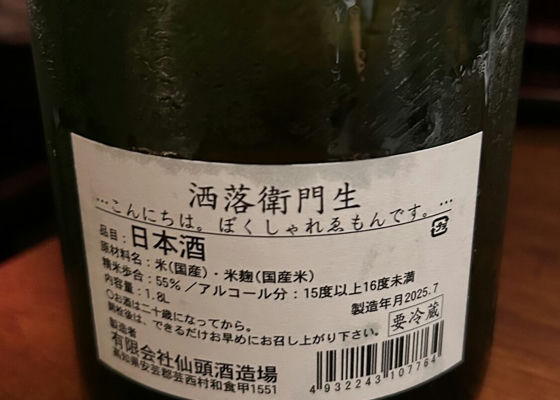 洒落衛門生
…こんにちは。ぼくしゃれゑもんです。…
品目：日本酒
原材料名：米(国産)・米麹(国産米)
精米歩合：55％／アルコール分：15度以上16度未満
内容量：1.8L
製造年月2025.7
○お酒は二十歳になってから。
開栓後は、できるだけお早めにお召し上がり下さい。
要冷蔵
製造者
有限会社仙頭酒造場
高知県安芸郡芸西村和食甲1551
4932243107764